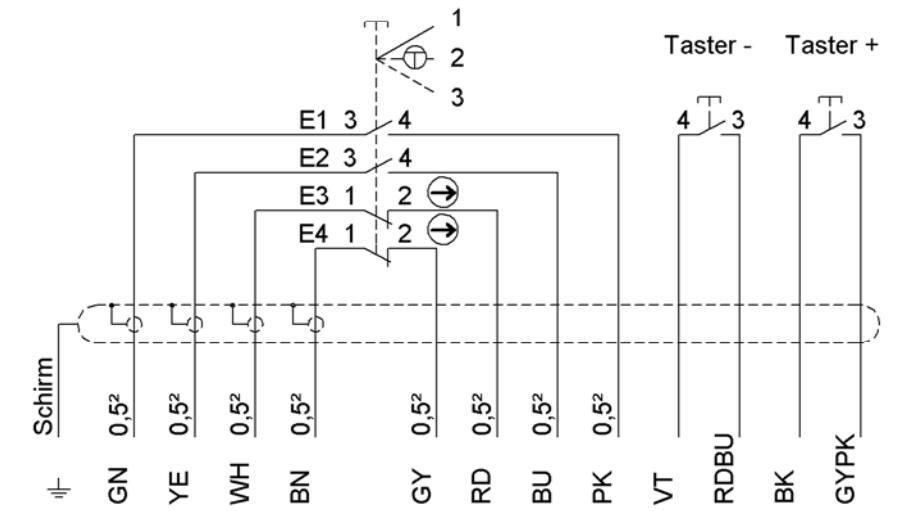 1
2
3
Taster - Taster +
E1 3 4
4 3 4 3
E2 3 4
E3 1 2
E4 1 2
Schirm
0,5² 0,5² 0,5² 0,5² 0,5² 0,5² 0,5² 0,5²
GN YE WH BN GY RD BU PK VT RDBU BK GYPK